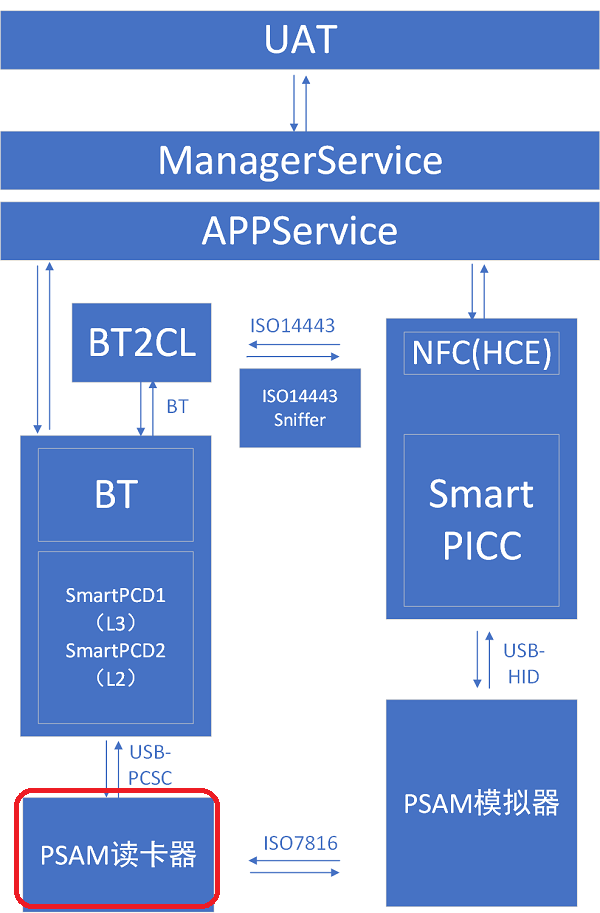 UAT
ManagerService
APPService
BT2CL
ISO14443
NFC(HCE)
BT
ISO14443
Sniffer
BT
Smart
PICC
SmartPCD1
（L3）
SmartPCD2
（L2）
USB-
HID
USB-
PCSC
PSAM模拟器
PSAM读卡器
ISO7816